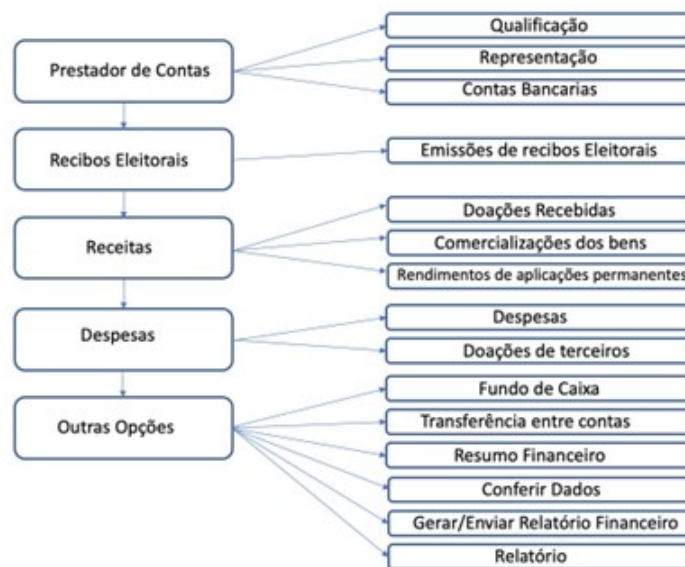 Prestador de Contas
Qualificação
Representação
Contas Bancarias
Recibos Eleitorais
Emissões de recibos Eleitorais
Receitas
Doações Recebidas
Comercializações dos bens
Rendimentos de aplicações permanentes
Despesas
Despesas
Doações de terceiros
Outras Opções
Fundo de Caixa
Transferência entre contas
Resumo Financeiro
Conferir Dados
Gerar/Enviar Relatório Financeiro
Relatório